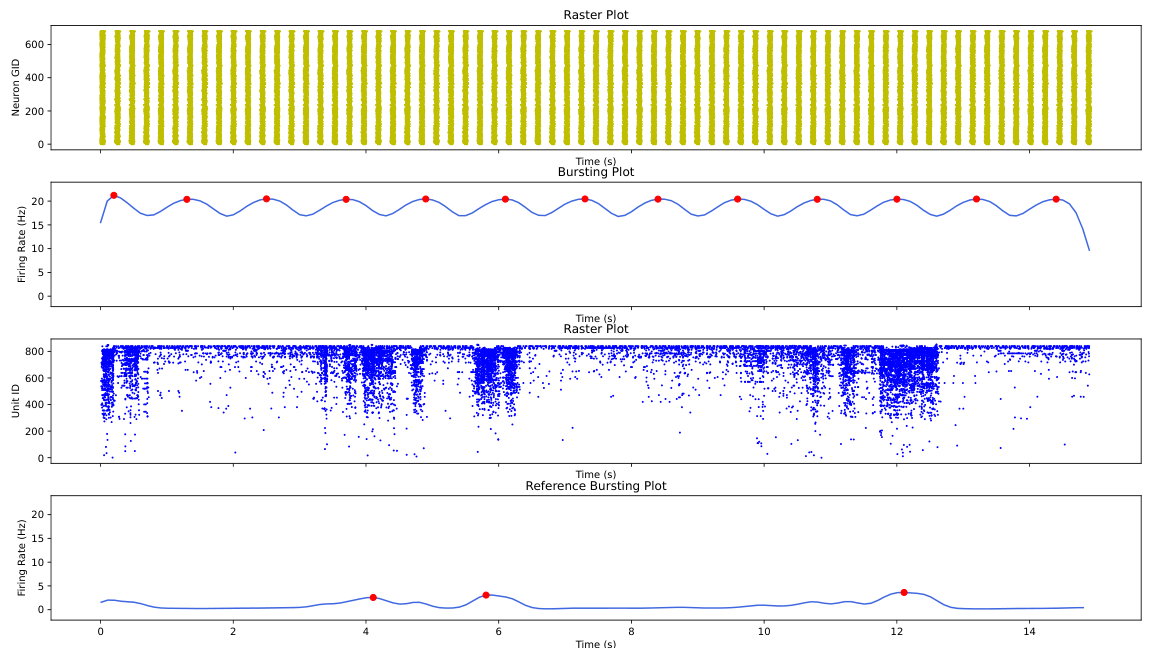 Raster Plot
Neuron GID
600
400
200
0
Time (s)
Bursting Plot
Firing Rate (Hz)
20
15
10
5
0
Time (s)
Raster Plot
Unit ID
800
600
400
200
0
Time (s)
Reference Bursting Plot
Firing Rate (Hz)
20
15
10
5
0
0 2 4 6 8 10 12 14
Time (s)